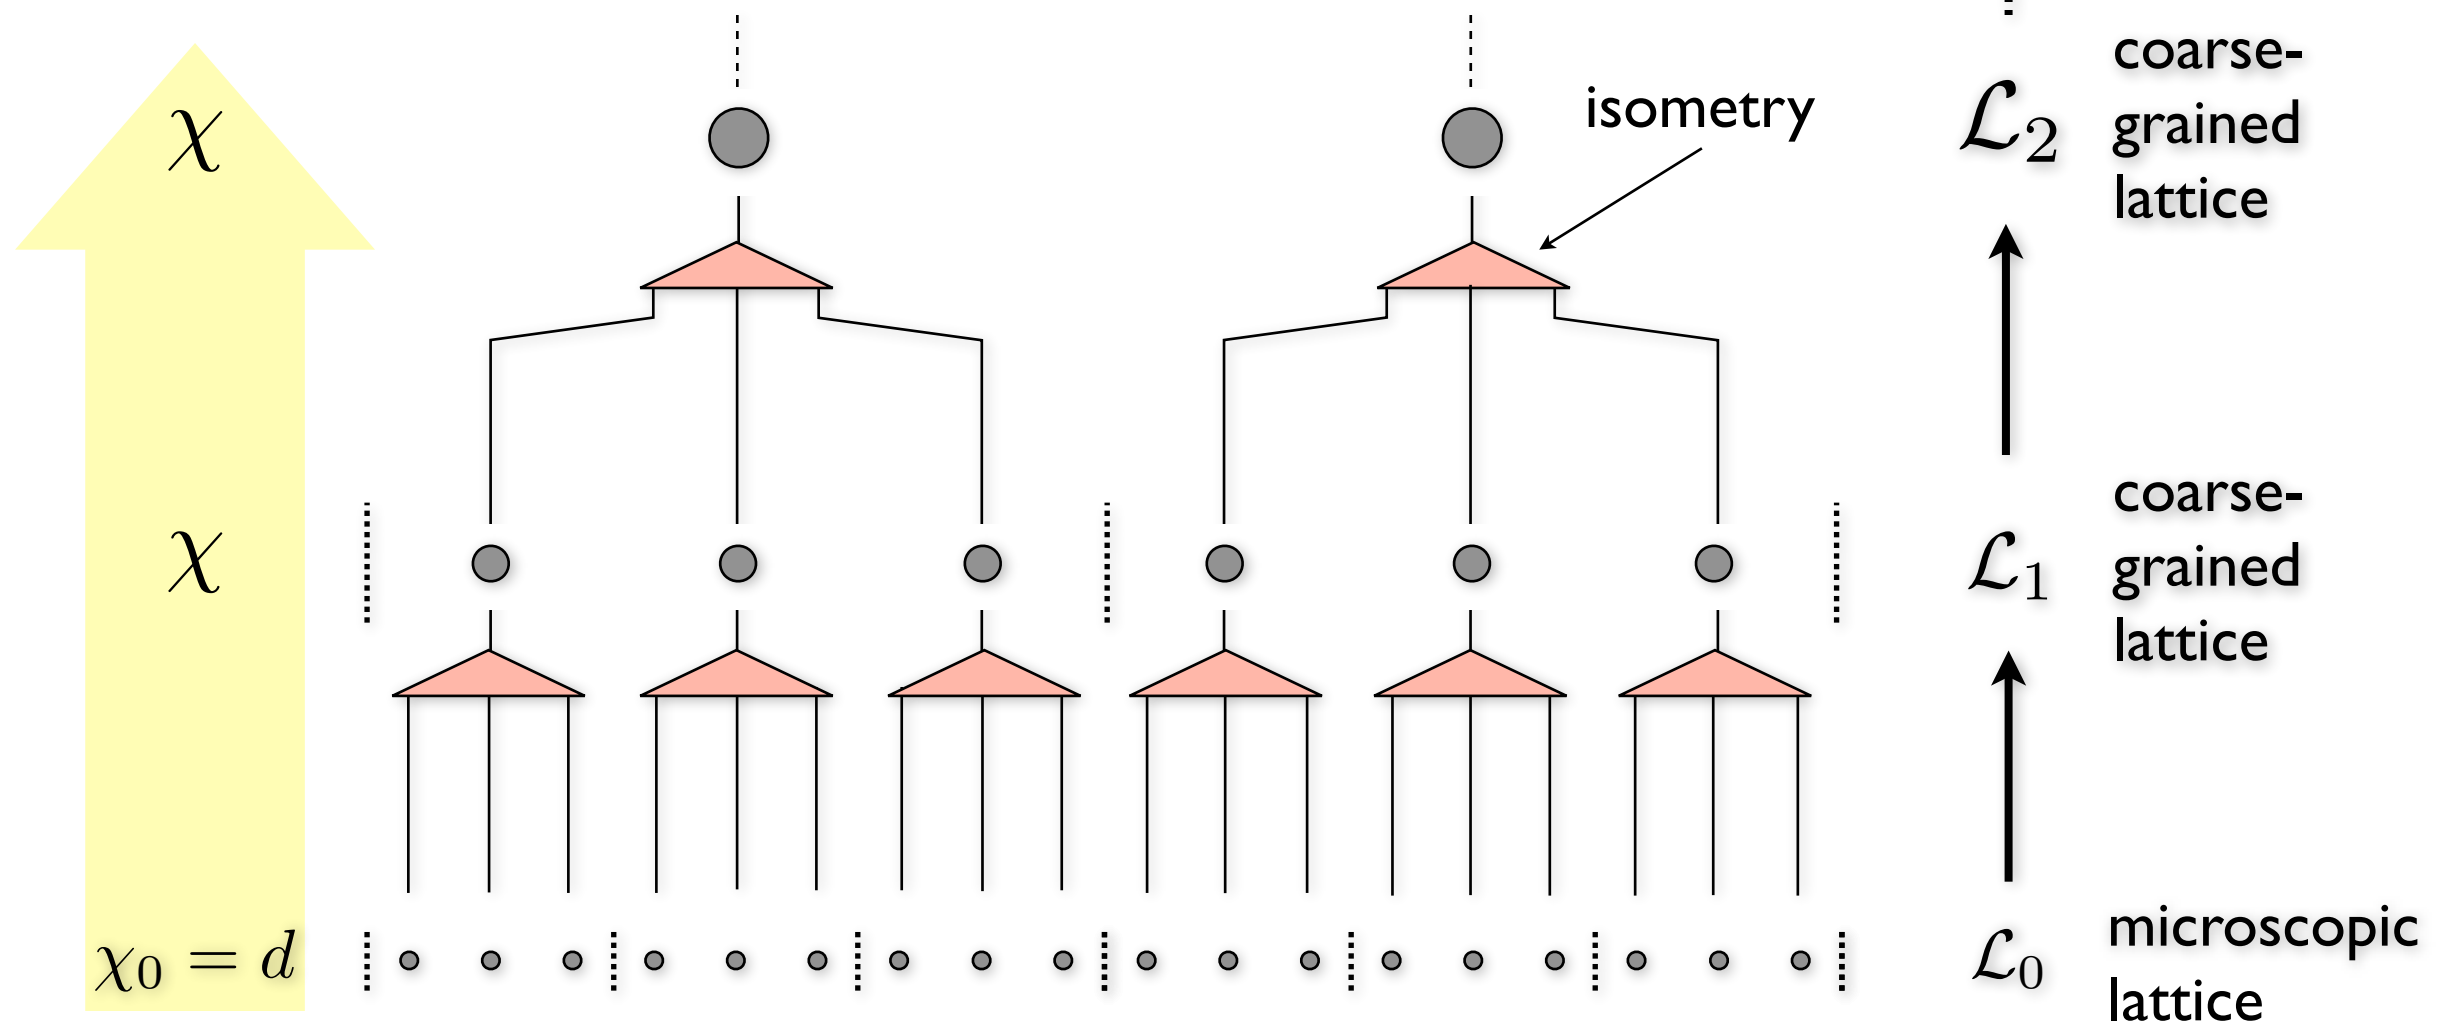 χ
isometry
ℒ₂
coarse-
grained
lattice
χ
ℒ₁
coarse-
grained
lattice
χ₀ = d
ℒ₀
microscopic
lattice